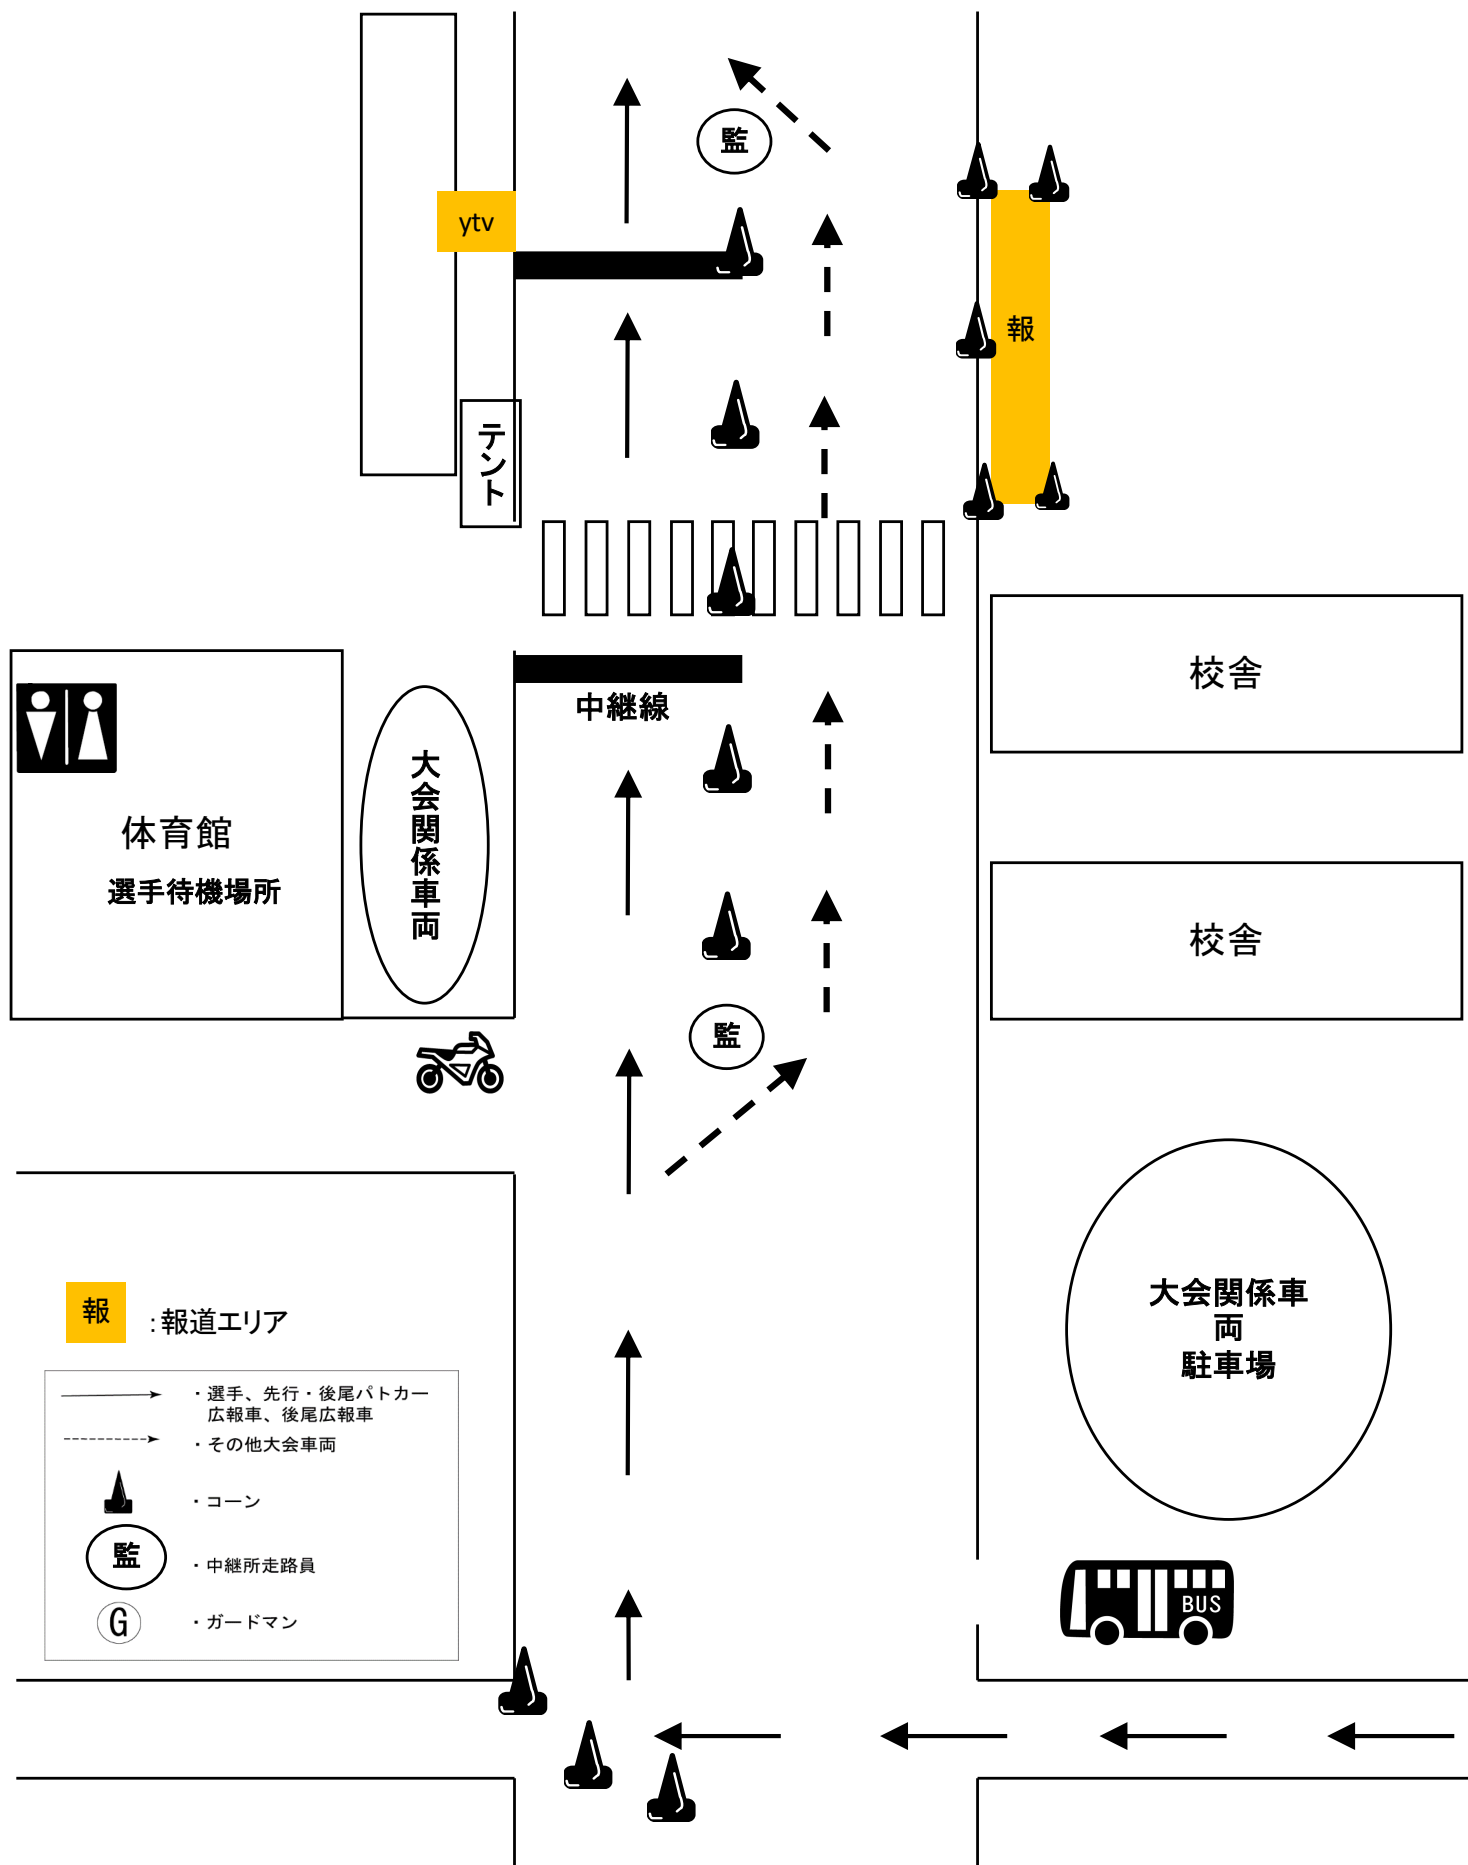 監
ytv
報
テント
中継線
校舎
体育館
選手待機場所
大会関係車両
校舎
監
大会関係車
両
駐車場
報
：報道エリア
・選手、先行・後尾パトカー
広報車、後尾広報車
・その他大会車両
・コーン
監
・中継所走路員
G
・ガードマン
BUS